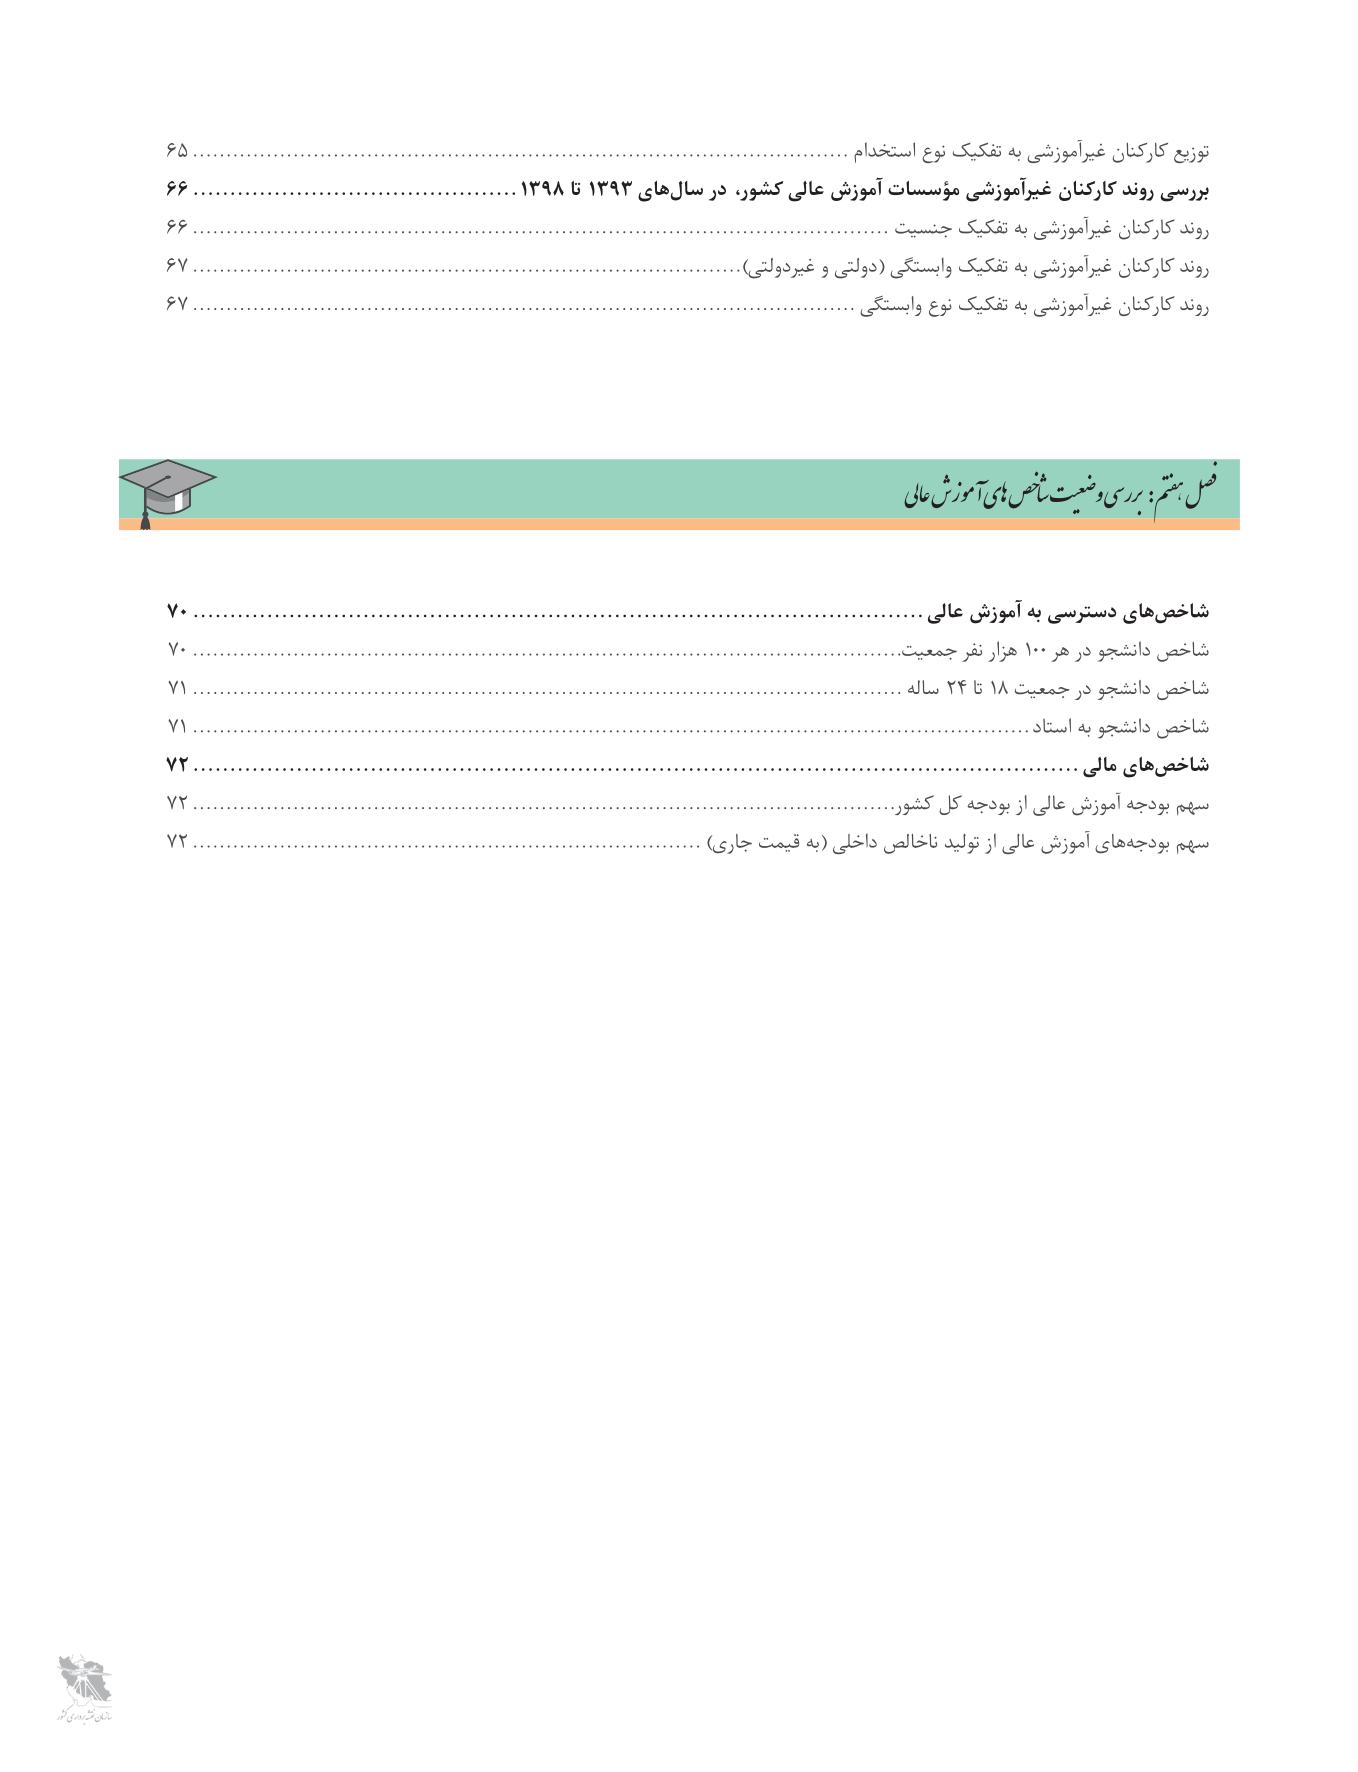 توزیع کارکنان غیرآموزشی به تفکیک نوع استخدام ........................................ ۶۵
بررسی روند کارکنان غیرآموزشی مؤسسات آموزش عالی کشور، در سال‌های ۱۳۹۳ تا ۱۳۹۸ ........................................ ۶۶
روند کارکنان غیرآموزشی به تفکیک جنسیت ........................................ ۶۶
روند کارکنان غیرآموزشی به تفکیک وابستگی (دولتی و غیردولتی) ........................................ ۶۷
روند کارکنان غیرآموزشی به تفکیک نوع وابستگی ........................................ ۶۷
فصل هفتم: بررسی وضعیت شاخص های آموزش عالی
شاخص‌های دسترسی به آموزش عالی ........................................ ۷۰
شاخص دانشجو در هر ۱۰۰ هزار نفر جمعیت ........................................ ۷۰
شاخص دانشجو در جمعیت ۱۸ تا ۲۴ ساله ........................................ ۷۱
شاخص دانشجو به استاد ........................................ ۷۱
شاخص‌های مالی ........................................ ۷۲
سهم بودجه آموزش عالی از بودجه کل کشور ........................................ ۷۲
سهم بودجه‌های آموزش عالی از تولید ناخالص داخلی (به قیمت جاری) ........................................ ۷۲
سازمان نقشه برداری کشور